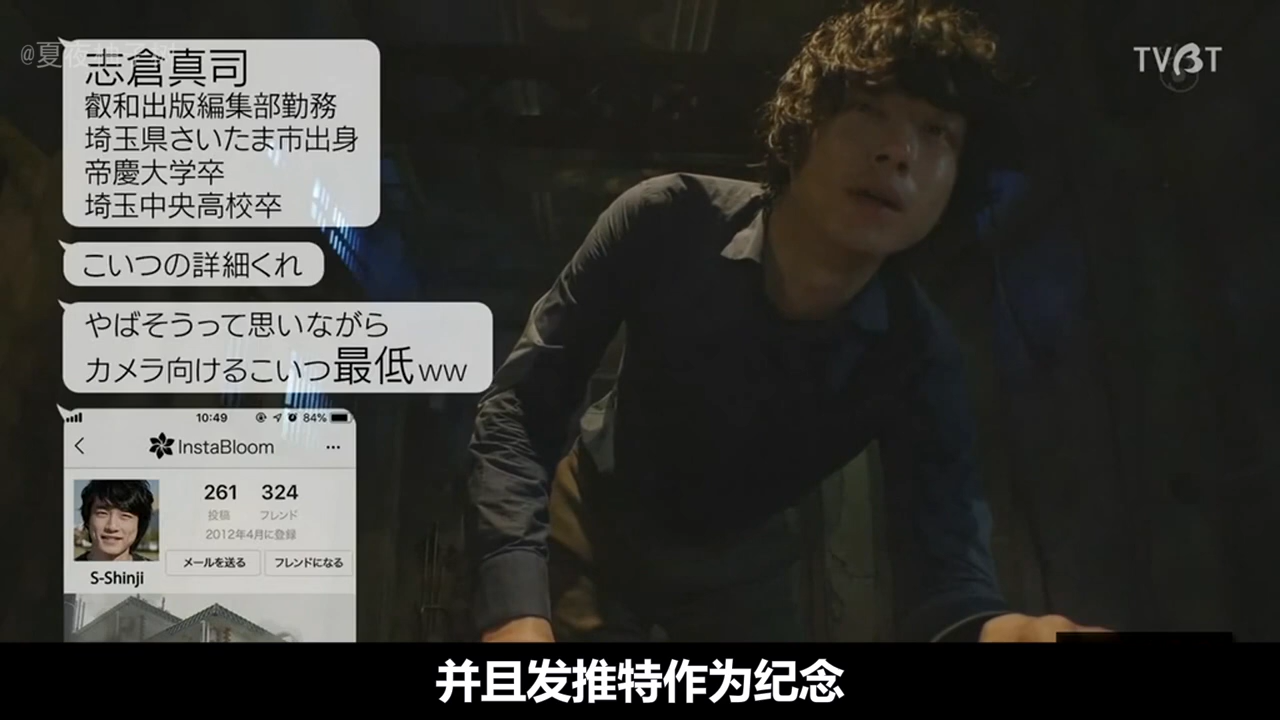 志倉真司
叡和出版編集部勤務
埼玉県さいたま市出身
帝慶大学卒
埼玉中央高校卒
こいつの詳細くれ
やばそうって思いながら
カメラ向けるこいつ最低ww
10:49 84%
InstaBloom
261 324
投稿 フレンド
2012年4月に登録
メールを送る フレンドになる
S-Shinji
TVBT
并且发推特作为纪念